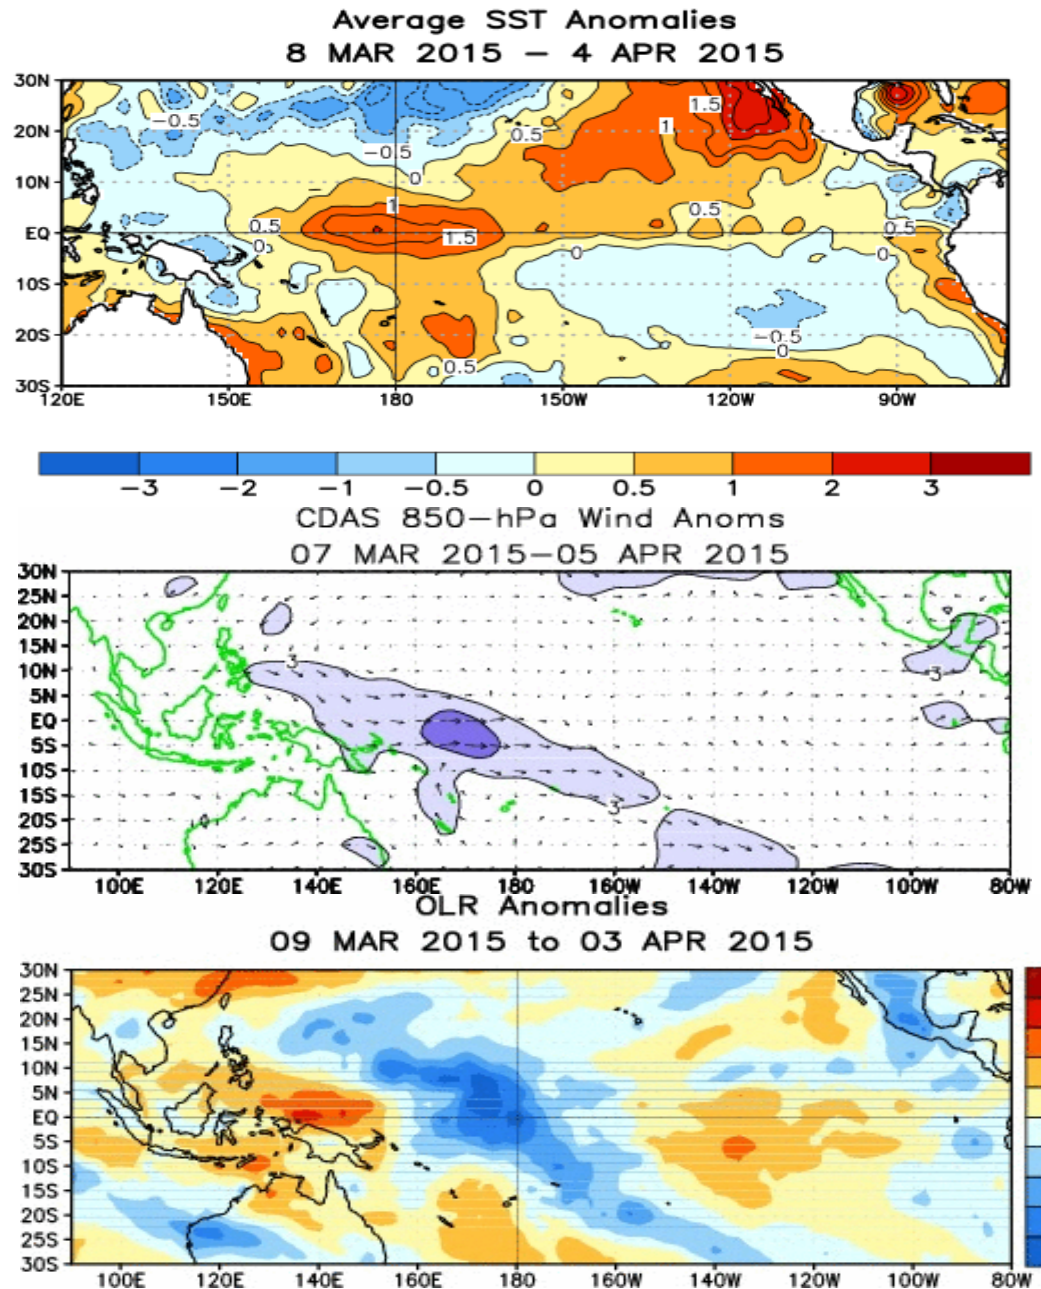 Average SST Anomalies
8 MAR 2015 – 4 APR 2015
30N
20N
10N
EQ
10S
20S
30S
−0.5
−0.5
0
0.5
1
1.5
1
1.5
0.5
0
0.5
0
0.5
0
0.5
−0.5
0
120E 150E 180 150W 120W 90W
−3 −2 −1 −0.5 0 0.5 1 2 3
CDAS 850−hPa Wind Anoms
07 MAR 2015−05 APR 2015
30N
25N
20N
15N
10N
5N
EQ
5S
10S
15S
20S
25S
30S
3
3
3
100E 120E 140E 160E 180 160W 140W 120W 100W 80W
OLR Anomalies
09 MAR 2015 to 03 APR 2015
30N
25N
20N
15N
10N
5N
EQ
5S
10S
15S
20S
25S
30S
100E 120E 140E 160E 180 160W 140W 120W 100W 80W